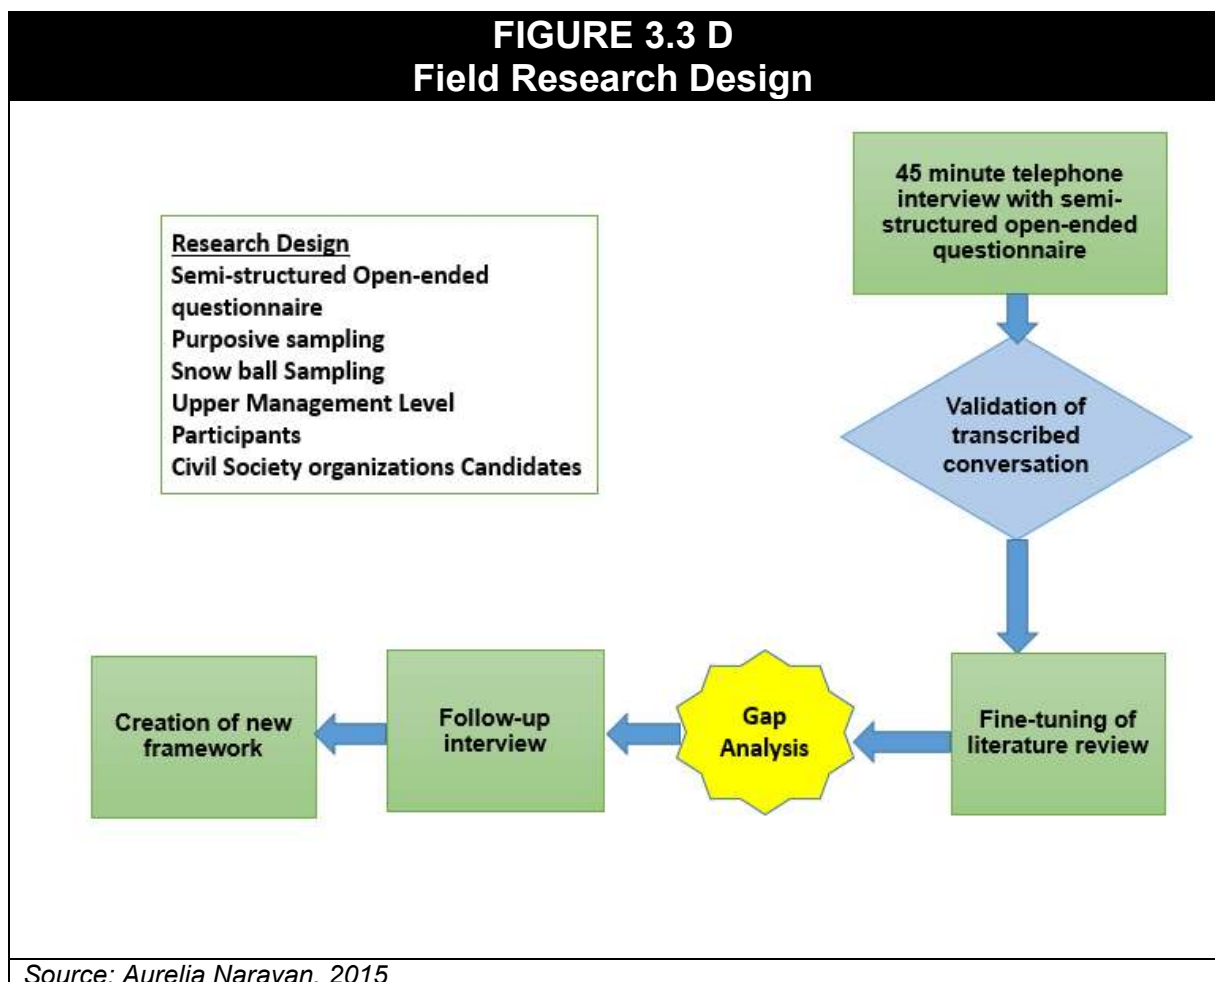 FIGURE 3.3 D
Field Research Design
45 minute telephone
interview with semi-
structured open-ended
questionnaire
Research Design
Semi-structured Open-ended
questionnaire
Purposive sampling
Snow ball Sampling
Upper Management Level
Participants
Civil Society organizations Candidates
Validation of
transcribed
conversation
Fine-tuning of
literature review
Gap
Analysis
Follow-up
interview
Creation of new
framework
Source: Aurelia Narayan, 2015